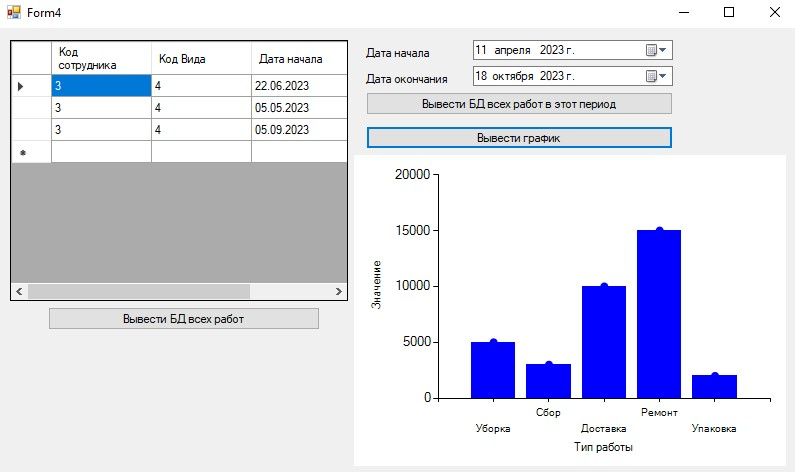 Form4
Код сотрудника
Код Вида
Дата начала
3 4 22.06.2023
3 4 05.05.2023
3 4 05.09.2023
Вывести БД всех работ
Дата начала 11 апреля 2023 г.
Дата окончания 18 октября 2023 г.
Вывести БД всех работ в этот период
Вывести график
20000
15000
10000
5000
0
Значение
Сбор Ремонт
Уборка Доставка Упаковка
Тип работы